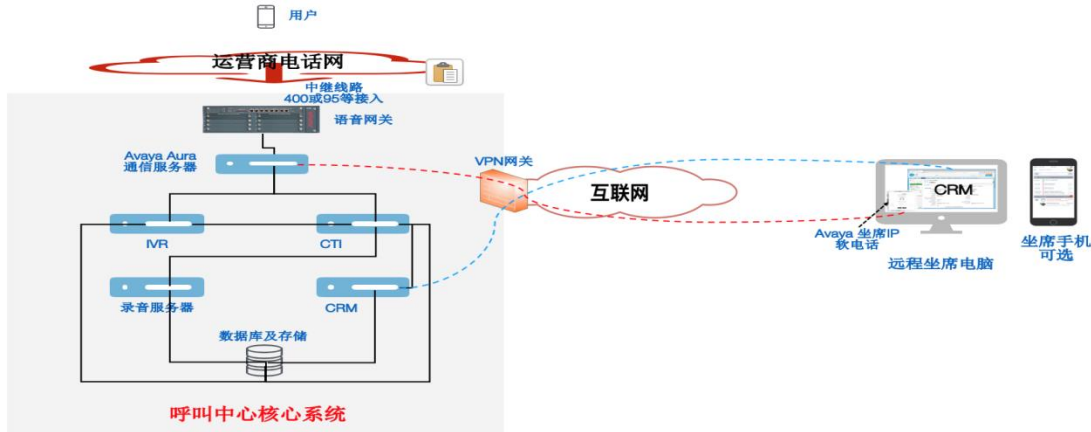 用户
运营商电话网
中继线路
400或95等接入
语音网关
Avaya Aura
通信服务器
VPN网关
互联网
CRM
IVR
CTI
Avaya 坐席IP
软电话
远程坐席电脑
坐席手机
可选
录音服务器
CRM
数据库及存储
呼叫中心核心系统